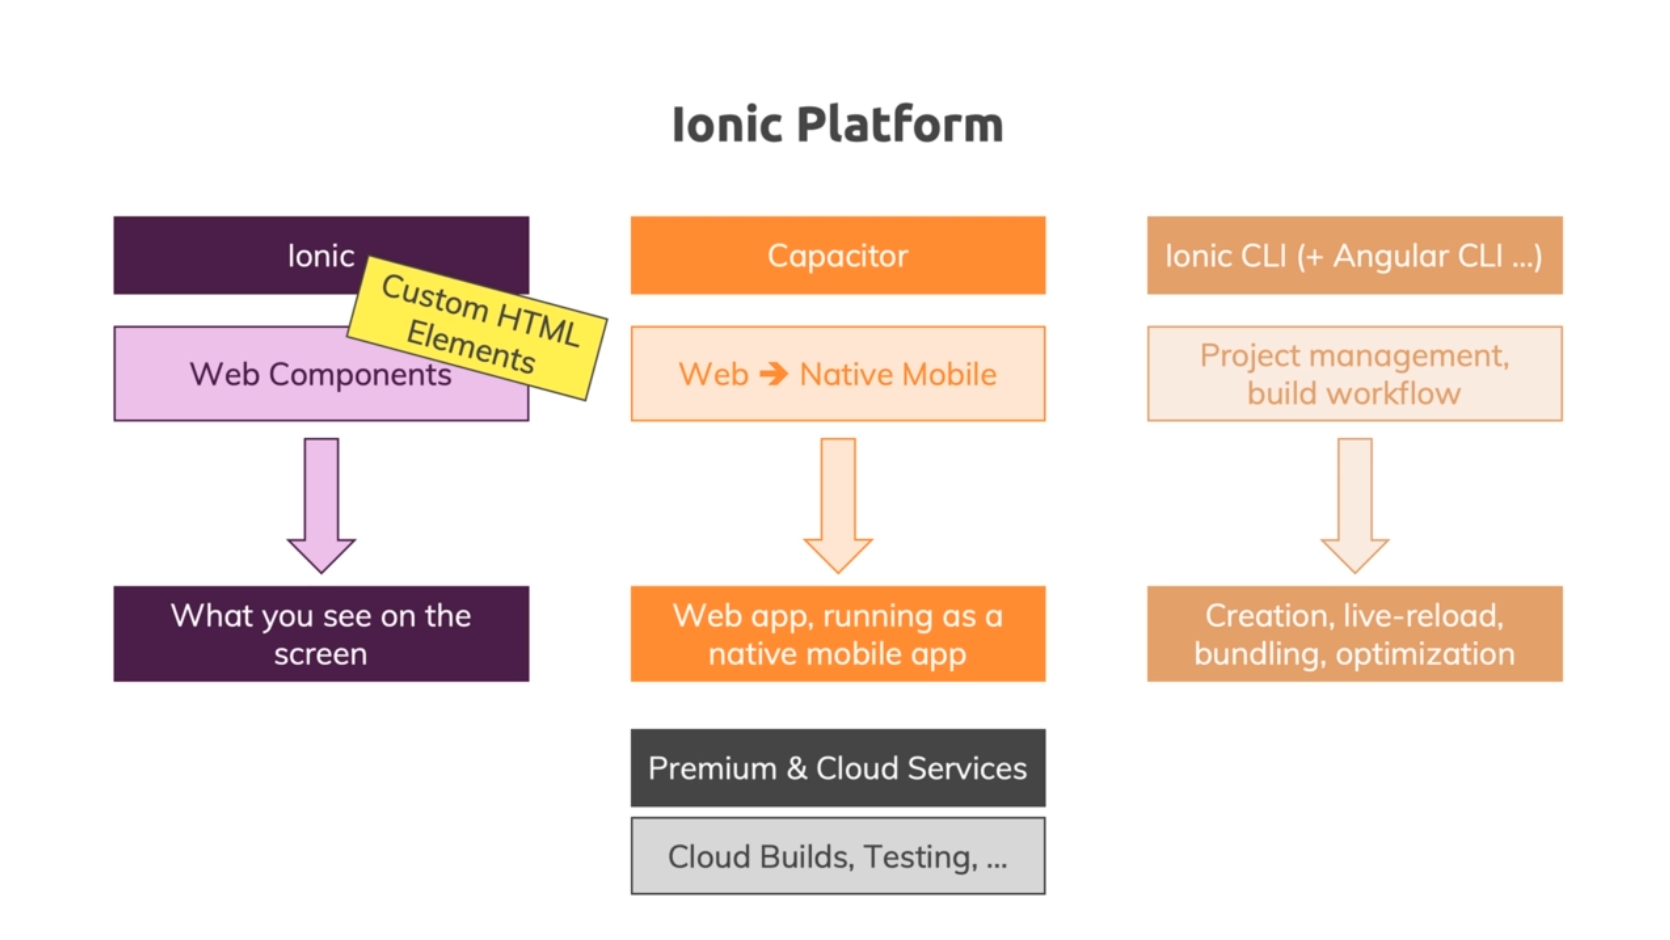 Ionic Platform
Ionic
Custom HTML
Elements
Web Components
What you see on the
screen
Capacitor
Web ➔ Native Mobile
Web app, running as a
native mobile app
Ionic CLI (+ Angular CLI ...)
Project management,
build workflow
Creation, live-reload,
bundling, optimization
Premium & Cloud Services
Cloud Builds, Testing, ...